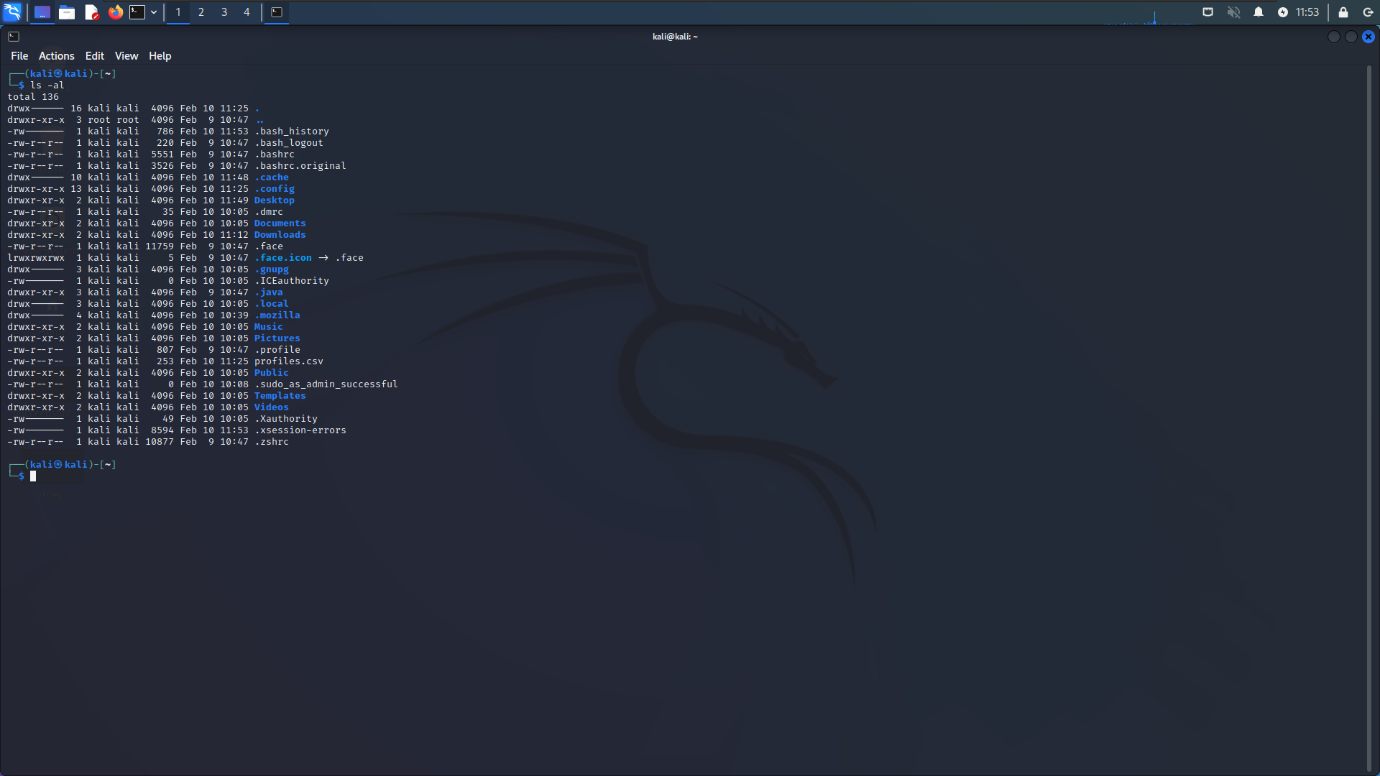 1 2 3 4 11:53
kali@kali: ~
File Actions Edit View Help
┌──(kali㉿kali)-[~]
└─$ ls -al
total 136
drwx------ 16 kali kali  4096 Feb 10 11:25 .
drwxr-xr-x  3 root root  4096 Feb  9 10:47 ..
-rw-------  1 kali kali   786 Feb 10 11:53 .bash_history
-rw-r--r--  1 kali kali   220 Feb  9 10:47 .bash_logout
-rw-r--r--  1 kali kali  5551 Feb  9 10:47 .bashrc
-rw-r--r--  1 kali kali  3526 Feb  9 10:47 .bashrc.original
drwx------ 10 kali kali  4096 Feb 10 11:48 .cache
drwxr-xr-x 13 kali kali  4096 Feb 10 11:25 .config
drwxr-xr-x  2 kali kali  4096 Feb 10 11:49 Desktop
-rw-r--r--  1 kali kali    35 Feb 10 10:05 .dmrc
drwxr-xr-x  2 kali kali  4096 Feb 10 10:05 Documents
drwxr-xr-x  2 kali kali  4096 Feb 10 11:12 Downloads
-rw-r--r--  1 kali kali 11759 Feb  9 10:47 .face
lrwxrwxrwx  1 kali kali     5 Feb  9 10:47 .face.icon -> .face
drwx------  3 kali kali  4096 Feb 10 10:05 .gnupg
-rw-------  1 kali kali     0 Feb 10 10:05 .ICEauthority
drwxr-xr-x  3 kali kali  4096 Feb  9 10:47 .java
drwx------  3 kali kali  4096 Feb 10 10:05 .local
drwx------  4 kali kali  4096 Feb 10 10:39 .mozilla
drwxr-xr-x  2 kali kali  4096 Feb 10 10:05 Music
drwxr-xr-x  2 kali kali  4096 Feb 10 10:05 Pictures
-rw-r--r--  1 kali kali   807 Feb  9 10:47 .profile
-rw-r--r--  1 kali kali   253 Feb 10 11:25 profiles.csv
drwxr-xr-x  2 kali kali  4096 Feb 10 10:05 Public
-rw-r--r--  1 kali kali     0 Feb 10 10:08 .sudo_as_admin_successful
drwxr-xr-x  2 kali kali  4096 Feb 10 10:05 Templates
drwxr-xr-x  2 kali kali  4096 Feb 10 10:05 Videos
-rw-------  1 kali kali    49 Feb 10 10:05 .Xauthority
-rw-------  1 kali kali  8594 Feb 10 11:53 .xsession-errors
-rw-r--r--  1 kali kali 10877 Feb  9 10:47 .zshrc
┌──(kali㉿kali)-[~]
└─$